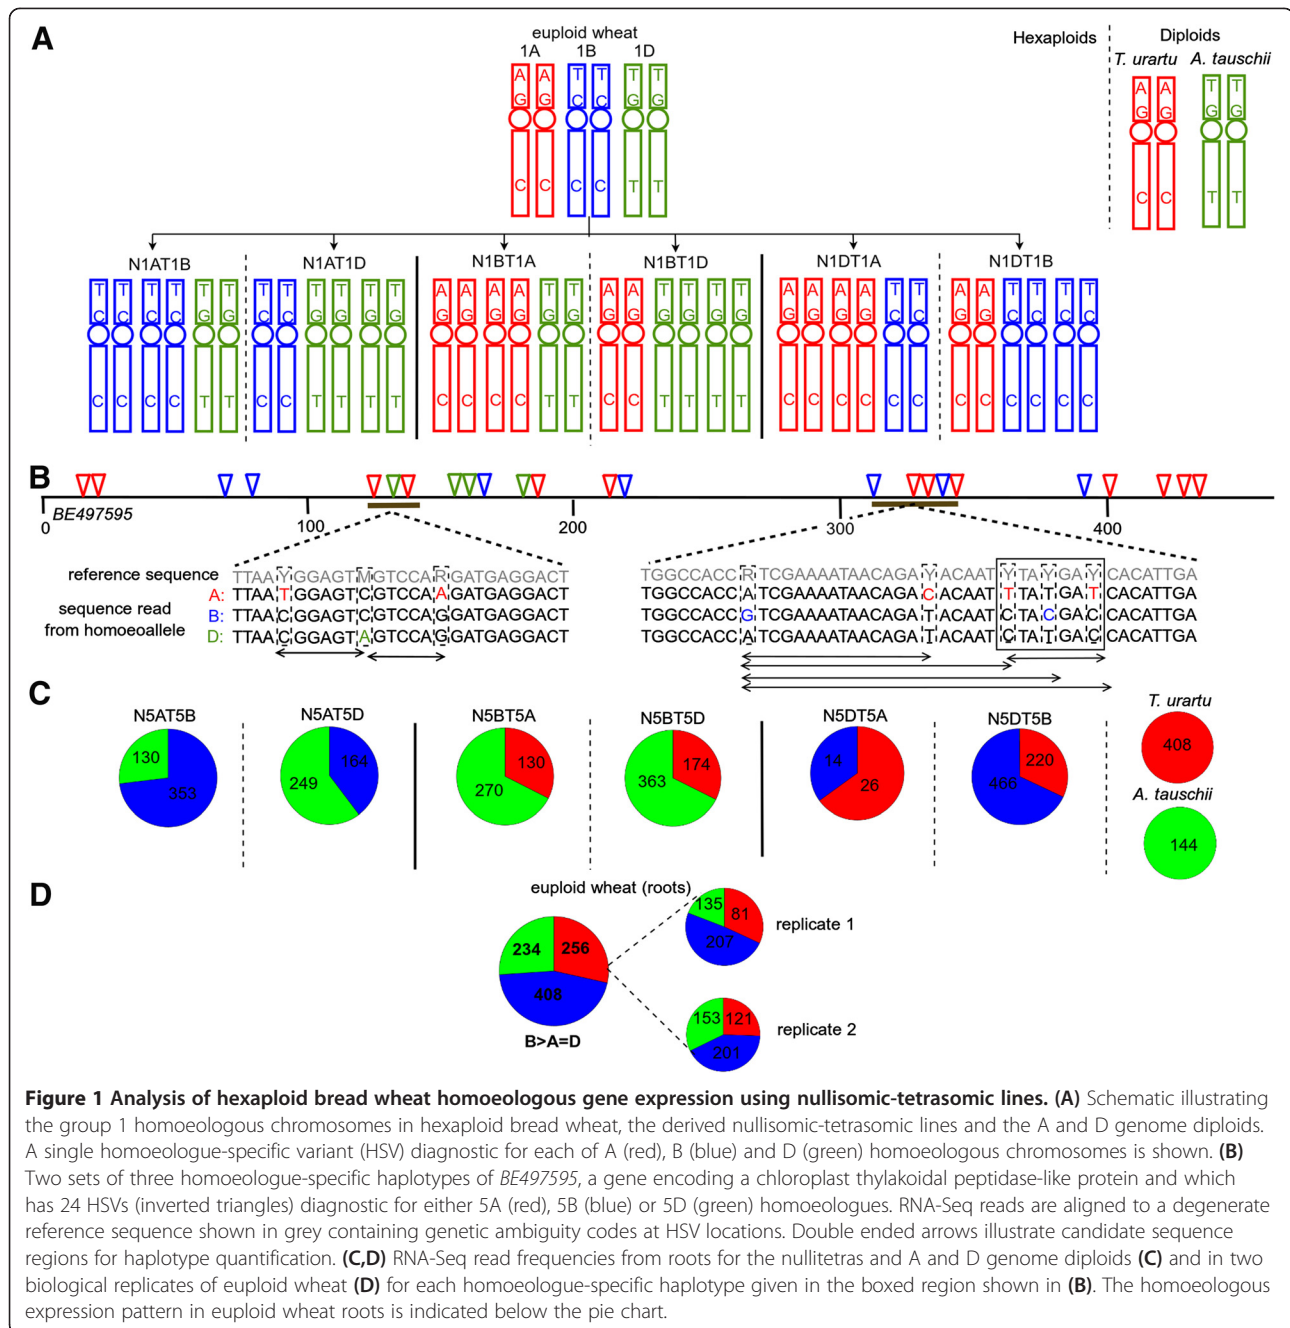 A
euploid wheat
1A 1B 1D
Hexaploids
Diploids
T. urartu A. tauschii
A A T T T T
G G C C G G
C C C C T T
A A T T
G G G G
C C T T
N1AT1B N1AT1D N1BT1A N1BT1D N1DT1A N1DT1B
T T T T T T T T T T T T A A A A T T A A T T T T A A A A T T A A T T T T
C C C C G G C C G G G G G G G G G G G G G G G G G G G G C C G G C C C C
C C C C T T C C T T T T C C C C T T C C T T T T C C C C C C C C C C C C
B
BE497595
0 100 200 300 400
reference sequence TTAAYGGAGTMGTCCARGATGAGGACT TGGCCACCRTCGAAAATAACAGAYACAATYTAYGAYCACATTGA
A: TTAATGGAGTCGTCCAAGATGAGGACT TGGCCACCATCGAAAATAACAGACACAATTTATGATCACATTGA
sequence read
from homoeoallele
B: TTAACGGAGTCGTCCAGGATGAGGACT TGGCCACCGTCGAAAATAACAGATACAATCTACGACCACATTGA
D: TTAACGGAGTAGTCCAGGATGAGGACT TGGCCACCATCGAAAATAACAGATACAATCTATGACCACATTGA
C
N5AT5B N5AT5D N5BT5A N5BT5D N5DT5A N5DT5B
T. urartu
130 353
249 164
270 130
363 174
14 26
466 220
408
A. tauschii
144
D
euploid wheat (roots)
234 256
408
B>A=D
135 81
207
replicate 1
153 121
201
replicate 2
Figure 1 Analysis of hexaploid bread wheat homoeologous gene expression using nullisomic-tetrasomic lines. (A) Schematic illustrating
the group 1 homoeologous chromosomes in hexaploid bread wheat, the derived nullisomic-tetrasomic lines and the A and D genome diploids.
A single homoeologue-specific variant (HSV) diagnostic for each of A (red), B (blue) and D (green) homoeologous chromosomes is shown. (B)
Two sets of three homoeologue-specific haplotypes of BE497595, a gene encoding a chloroplast thylakoidal peptidase-like protein and which
has 24 HSVs (inverted triangles) diagnostic for either 5A (red), 5B (blue) or 5D (green) homoeologues. RNA-Seq reads are aligned to a degenerate
reference sequence shown in grey containing genetic ambiguity codes at HSV locations. Double ended arrows illustrate candidate sequence
regions for haplotype quantification. (C,D) RNA-Seq read frequencies from roots for the nullitetras and A and D genome diploids (C) and in two
biological replicates of euploid wheat (D) for each homoeologue-specific haplotype given in the boxed region shown in (B). The homoeologous
expression pattern in euploid wheat roots is indicated below the pie chart.